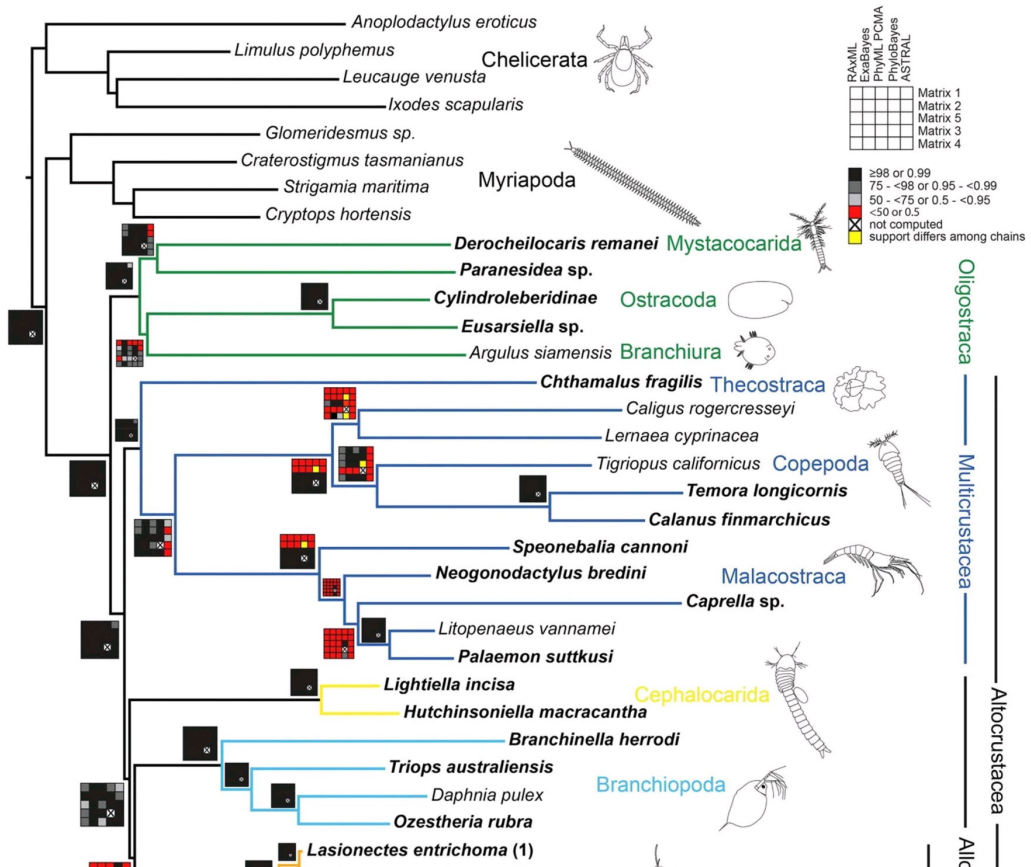 Anoplodactylus eroticus
Limulus polyphemus
Chelicerata
Leucauge venusta
Ixodes scapularis
RAxML
ExaBayes
PhyML PCMA
PhyloBayes
ASTRAL
Matrix 1
Matrix 2
Matrix 5
Matrix 3
Matrix 4
Glomeridesmus sp.
Craterostigmus tasmanianus
Myriapoda
Strigamia maritima
Cryptops hortensis
≥98 or 0.99
75 - <98 or 0.95 - <0.99
50 - <75 or 0.5 - <0.95
<50 or 0.5
not computed
support differs among chains
Derocheilocaris remanei Mystacocarida
Paranesidea sp.
Cylindroleberidinae Ostracoda
Eusarsiella sp.
Argulus siamensis Branchiura
Oligostraca
Chthamalus fragilis Thecostraca
Caligus rogercresseyi
Lernaea cyprinacea
Tigriopus californicus Copepoda
Temora longicornis
Calanus finmarchicus
Multicrustacea
Speonebalia cannoni
Neogonodactylus bredini Malacostraca
Caprella sp.
Litopenaeus vannamei
Palaemon suttkusi
Lightiella incisa Cephalocarida
Hutchinsoniella macracantha
Altocrustacea
Branchinella herrodi
Triops australiensis Branchiopoda
Daphnia pulex
Ozestheria rubra
Lasionectes entrichoma (1)